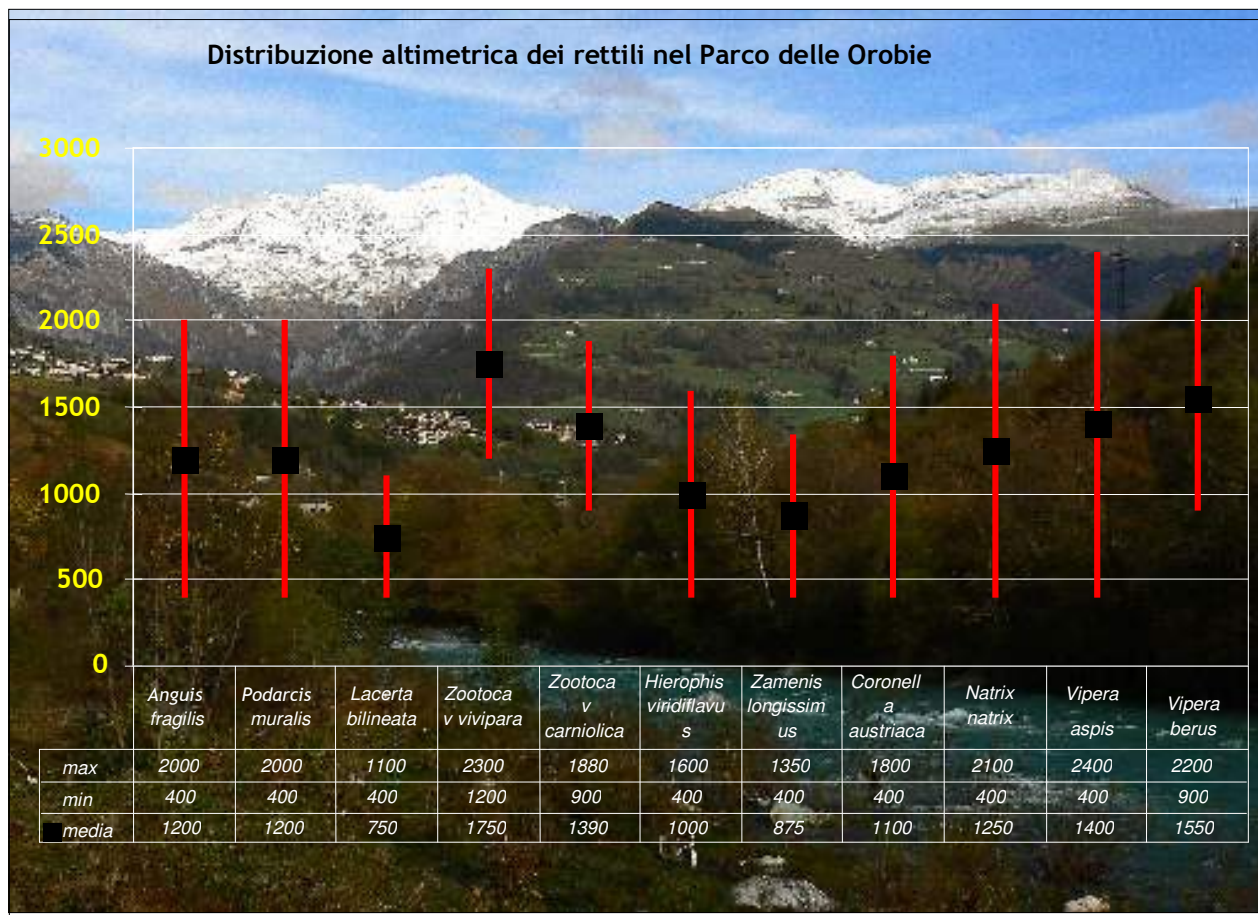 Distribuzione altimetrica dei rettili nel Parco delle Orobie
3000
2500
2000
1500
1000
500
0
Anguis
fragilis
Podarcis
muralis
Lacerta
bilineata
Zootoca
v vivipara
Zootoca
v
carniolica
Hierophis
viridiflavu
s
Zamenis
longissim
us
Coronell
a
austriaca
Natrix
natrix
Vipera
aspis
Vipera
berus
max 2000 2000 1100 2300 1880 1600 1350 1800 2100 2400 2200
min 400 400 400 1200 900 400 400 400 400 400 900
media 1200 1200 750 1750 1390 1000 875 1100 1250 1400 1550